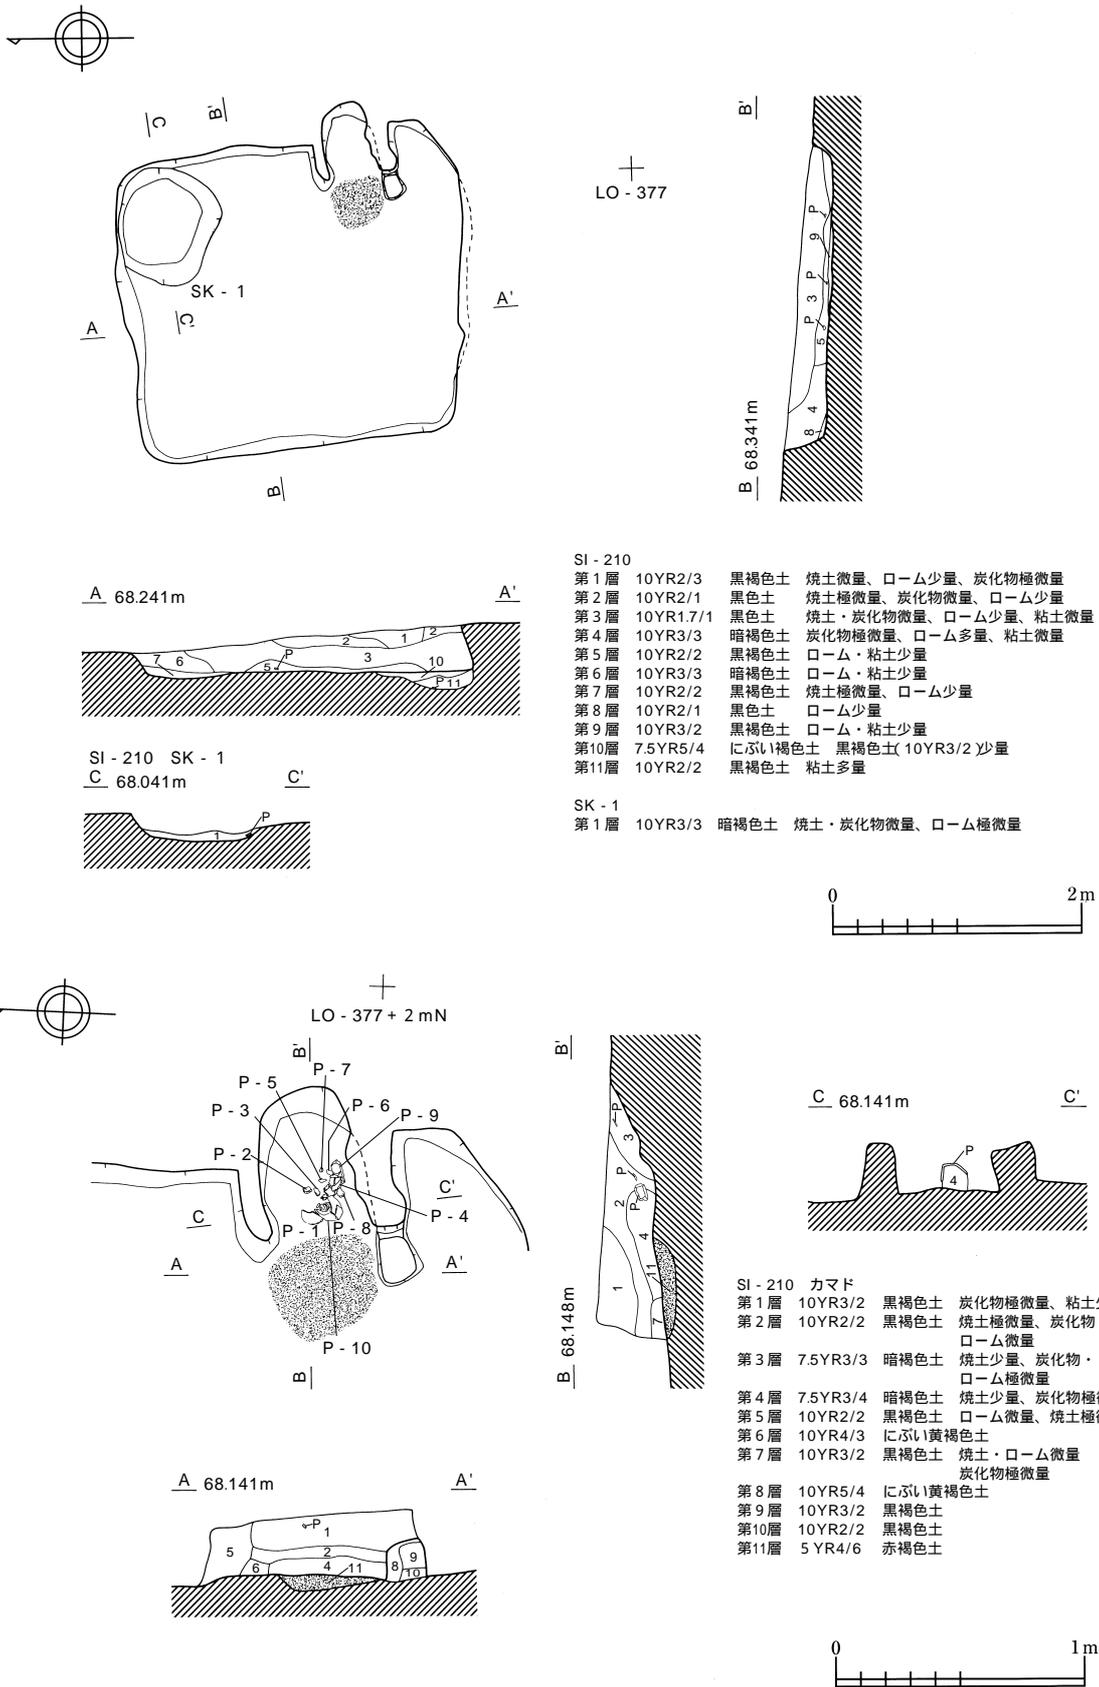 C
B'
LO - 377
SK - 1
C'
A
A'
B
B'
P
9
P
3
P
5
4
8
B 68.341m
A 68.241m A'
1
2
2
3
5
P
6
7
10
P
11
SI - 210 SK - 1
C 68.041m C'
1
P
SI - 210
第1層 10YR2/3 黒褐色土 焼土微量、ローム少量、炭化物極微量
第2層 10YR2/1 黒色土 焼土極微量、炭化物微量、ローム少量
第3層 10YR1.7/1 黒色土 焼土・炭化物微量、ローム少量、粘土微量
第4層 10YR3/3 暗褐色土 炭化物極微量、ローム多量、粘土微量
第5層 10YR2/2 黒褐色土 ローム・粘土少量
第6層 10YR3/3 暗褐色土 ローム・粘土少量
第7層 10YR2/2 黒褐色土 焼土極微量、ローム少量
第8層 10YR2/1 黒色土 ローム少量
第9層 10YR3/2 黒褐色土 ローム・粘土少量
第10層 7.5YR5/4 にぶい褐色土 黒褐色土(10YR3/2)少量
第11層 10YR2/2 黒褐色土 粘土多量
SK - 1
第1層 10YR3/3 暗褐色土 焼土・炭化物微量、ローム極微量
0 2m
LO - 377 + 2 mN
B'
P - 7
P - 5
P - 6
P - 3
P - 9
P - 2
C'
C
P - 4
P - 1
P - 8
A
A'
P - 10
B
B'
P
3
P
2
P
4
1
11
7
B 68.148m
C 68.141m C'
P
4
SI - 210 カマド
第1層 10YR3/2 黒褐色土 炭化物極微量、粘土
第2層 10YR2/2 黒褐色土 焼土極微量、炭化物
ローム微量
第3層 7.5YR3/3 暗褐色土 焼土少量、炭化物・
ローム極微量
第4層 7.5YR3/4 暗褐色土 焼土少量、炭化物極
第5層 10YR2/2 黒褐色土 ローム微量、焼土極
第6層 10YR4/3 にぶい黄褐色土
第7層 10YR3/2 黒褐色土 焼土・ローム微量
炭化物極微量
第8層 10YR5/4 にぶい黄褐色土
第9層 10YR3/2 黒褐色土
第10層 10YR2/2 黒褐色土
第11層 5YR4/6 赤褐色土
A 68.141m A'
P
1
2
4
11
5
6
8
9
10
0 1m